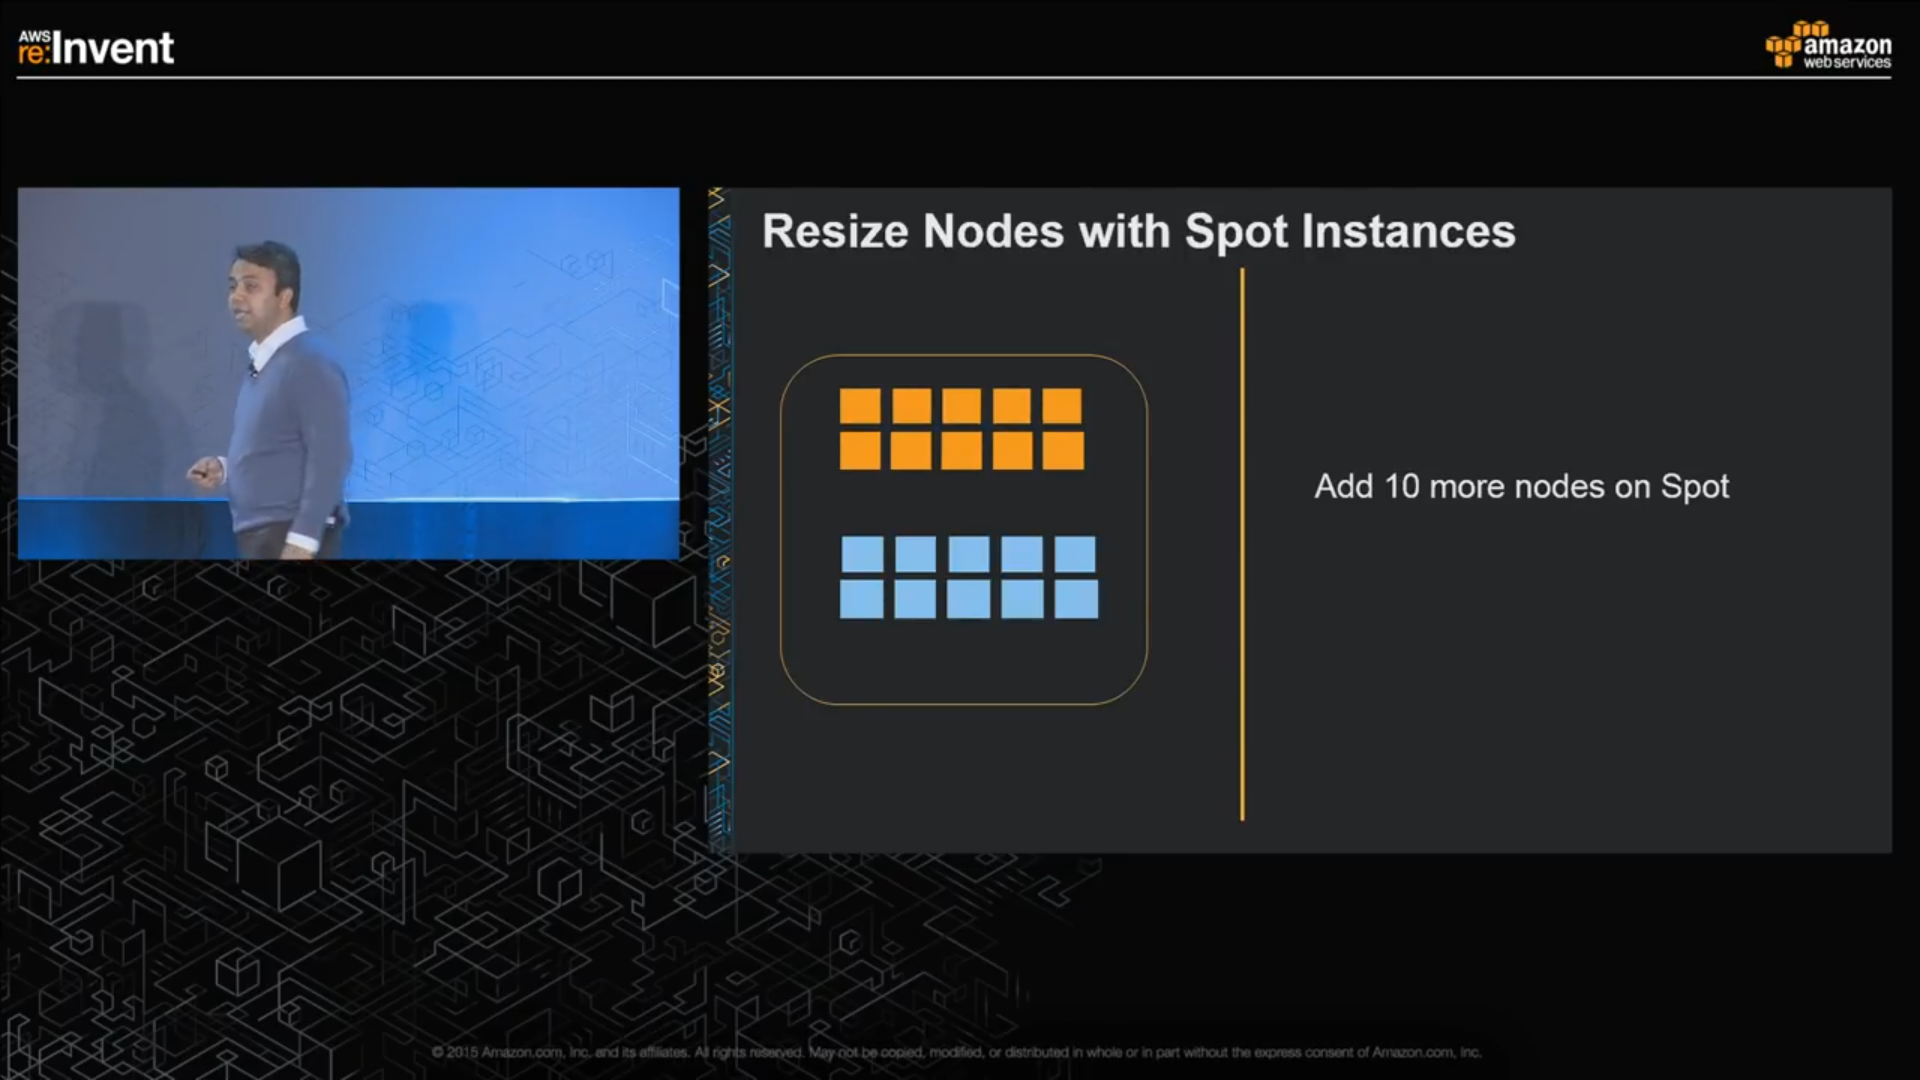 AWS
re:Invent
amazon
web services
Resize Nodes with Spot Instances
Add 10 more nodes on Spot
© 2015 Amazon.com, Inc. and its affiliates. All rights reserved. May not be copied, modified, or distributed in whole or in part without the express consent of Amazon.com, Inc.